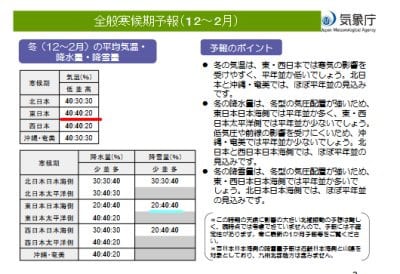 全般寒候期予報(12～2月)
気象庁
Japan Meteorological Agency
冬(12～2月)の平均気温・
降水量・降雪量
寒候期 気温(%)
低 並 高
北日本 40:30:30
東日本 40:40:20
西日本 40:40:20
沖縄・奄美 40:30:30
寒候期 降水量(%) 降雪量(%)
少 並 多 少 並 多
北日本日本海側 30:30:40 30:30:40
北日本太平洋側 30:40:30
東日本日本海側 20:40:40 20:40:40
東日本太平洋側 40:40:20
西日本日本海側 30:30:40
西日本太平洋側 40:40:20
沖縄・奄美 40:40:20
予報のポイント
● 冬の気温は、東・西日本では寒気の影響を
受けやすく、平年並か低いでしょう。北日
本と沖縄・奄美では、ほぼ平年並の見込
みです。
● 冬の降水量は、冬型の気圧配置が強いため、
東日本日本海側では平年並か多く、東・西
日本太平洋側では平年並か少ないでしょう。
低気圧や前線の影響を受けにくいため、沖
縄・奄美では平年並か少ないでしょう。北
日本と西日本日本海側では、ほぼ平年並の
見込みです。
● 冬の降雪量は、冬型の気圧配置が強いため、
東・西日本日本海側では平年並か多いで
しょう。北日本日本海側では、ほぼ平年並
の見込みです。